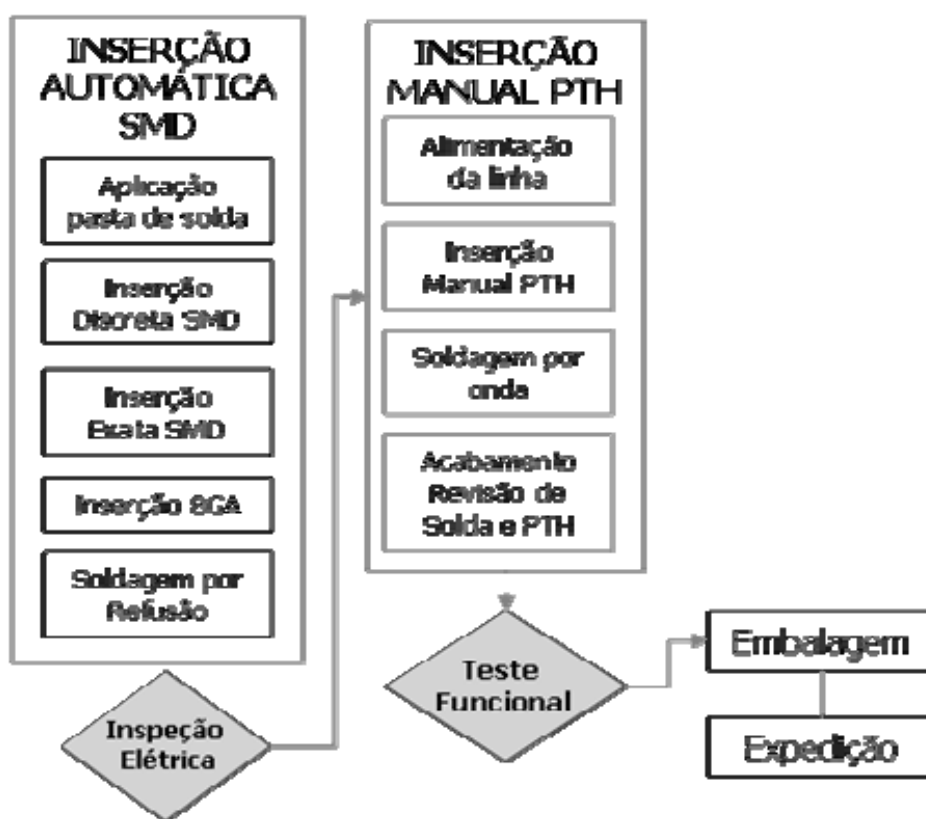 INSERÇÃO
AUTOMÁTICA
SMD
Aplicação
pasta de solda
Inserção
Discreta SMD
Inserção
Exata SMD
Inserção BGA
Soldagem por
Refusão
Inspeção
Elétrica
INSERÇÃO
MANUAL PTH
Alimentação
da linha
Inserção
Manual PTH
Soldagem por
onda
Acabamento
Revisão de
Solda e PTH
Teste
Funcional
Embalagem
Expedição